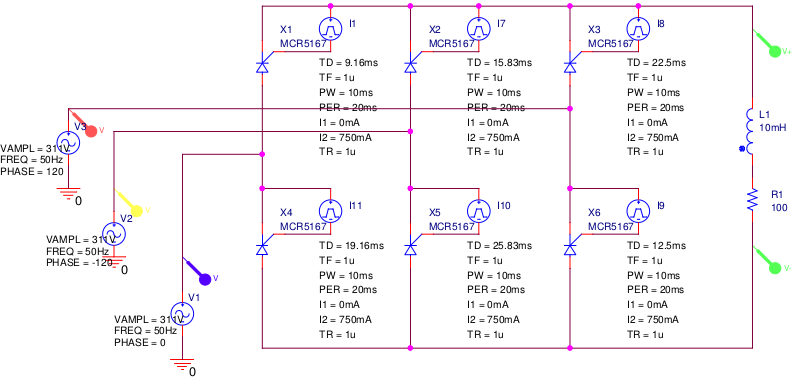 X1
MCR5167
I1
TD = 9.16ms
TF = 1u
PW = 10ms
PER = 20ms
I1 = 0mA
I2 = 750mA
TR = 1u
X2
MCR5167
I7
TD = 15.83ms
TF = 1u
PW = 10ms
PER = 20ms
I1 = 0mA
I2 = 750mA
TR = 1u
X3
MCR5167
I8
TD = 22.5ms
TF = 1u
PW = 10ms
PER = 20ms
I1 = 0mA
I2 = 750mA
TR = 1u
V+
L1
10mH
R1
100
V-
V3
V
VAMPL = 311V
FREQ = 50Hz
PHASE = 120
0
V2
V
VAMPL = 311V
FREQ = 50Hz
PHASE = -120
0
V1
V
VAMPL = 311V
FREQ = 50Hz
PHASE = 0
0
X4
MCR5167
I11
TD = 19.16ms
TF = 1u
PW = 10ms
PER = 20ms
I1 = 0mA
I2 = 750mA
TR = 1u
X5
MCR5167
I10
TD = 25.83ms
TF = 1u
PW = 10ms
PER = 20ms
I1 = 0mA
I2 = 750mA
TR = 1u
X6
MCR5167
I9
TD = 12.5ms
TF = 1u
PW = 10ms
PER = 20ms
I1 = 0mA
I2 = 750mA
TR = 1u